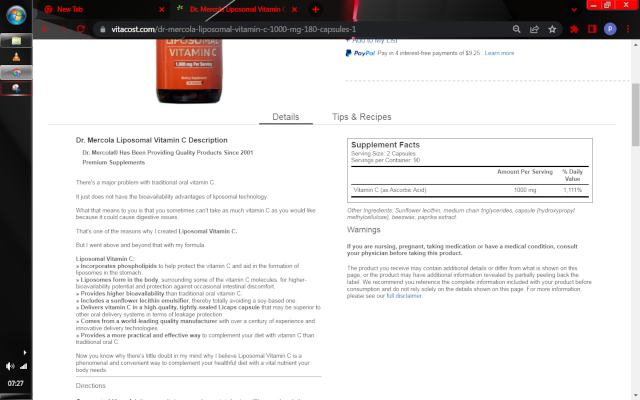 New Tab
Dr. Mercola Liposomal Vitamin C
vitacost.com/dr-mercola-liposomal-vitamin-c-1000-mg-180-capsules-1
LIPOSOMAL
VITAMIN C
1,000 mg Per Serving
Add to My List
PayPal Pay in 4 interest-free payments of $9.25. Learn more
Details
Tips & Recipes
Dr. Mercola Liposomal Vitamin C Description
Dr. Mercola® Has Been Providing Quality Products Since 2001
Premium Supplements
There's a major problem with traditional oral vitamin C.
It just does not have the bioavailability advantages of liposomal technology.
What that means to you is that you sometimes can't take as much vitamin C as you would like
because it could cause digestive issues.
That's one of the reasons why I created Liposomal Vitamin C.
But I went above and beyond that with my formula.
Liposomal Vitamin C:
» Incorporates phospholipids to help protect the vitamin C and aid in the formation of
liposomes in the stomach.
» Liposomes form in the body, surrounding some of the vitamin C molecules, for higher-
bioavailability potential and protection against occasional intestinal discomfort.
» Provides higher bioavailability than traditional oral vitamin C.
» Includes a sunflower lecithin emulsifier, thereby totally avoiding a soy-based one.
» Delivers vitamin C in a high-quality, tightly-sealed Licaps capsule that may be superior to
other oral delivery systems in terms of leakage protection.
» Comes from a world-leading quality manufacturer with over a century of experience and
innovative delivery technologies.
» Provides a more practical and effective way to complement your diet with vitamin C than
traditional oral C.
Now you know why there's little doubt in my mind why I believe Liposomal Vitamin C is a
phenomenal and convenient way to complement your healthful diet with a vital nutrient your
body needs.
Directions
Supplement Facts
Serving Size: 2 Capsules
Servings per Container: 90
Amount Per Serving % Daily
Value
Vitamin C (as Ascorbic Acid) 1000 mg 1,111%
Other Ingredients: Sunflower lecithin, medium chain triglycerides, capsule (hydroxypropyl
methylcellulose), beeswax, paprika extract.
Warnings
If you are nursing, pregnant, taking medication or have a medical condition, consult
your physician before taking this product.
The product you receive may contain additional details or differ from what is shown on this
page, or the product may have additional information revealed by partially peeling back the
label. We recommend you reference the complete information included with your product before
consumption and do not rely solely on the details shown on this page. For more information,
please see our full disclaimer.
P
07:27